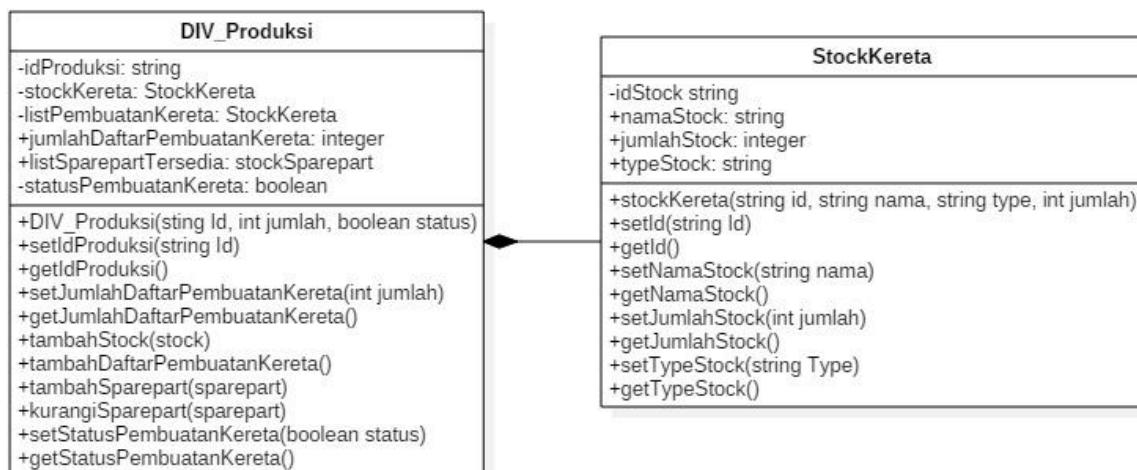 DIV_Produksi
-idProduksi: string
-stockKereta: StockKereta
-listPembuatanKereta: StockKereta
+jumlahDaftarPembuatanKereta: integer
+listSparepartTersedia: stockSparepart
-statusPembuatanKereta: boolean
+DIV_Produksi(sting Id, int jumlah, boolean status)
+setIdProduksi(string Id)
+getIdProduksi()
+setJumlahDaftarPembuatanKereta(int jumlah)
+getJumlahDaftarPembuatanKereta()
+tambahStock(stock)
+tambahDaftarPembuatanKereta()
+tambahSparepart(sparepart)
+kurangiSparepart(sparepart)
+setStatusPembuatanKereta(boolean status)
+getStatusPembuatanKereta()
StockKereta
-idStock string
+namaStock: string
+jumlahStock: integer
+typeStock: string
+stockKereta(string id, string nama, string type, int jumlah)
+setId(string Id)
+getId()
+setNamaStock(string nama)
+getNamaStock()
+setJumlahStock(int jumlah)
+getJumlahStock()
+setTypeStock(string Type)
+getTypeStock()